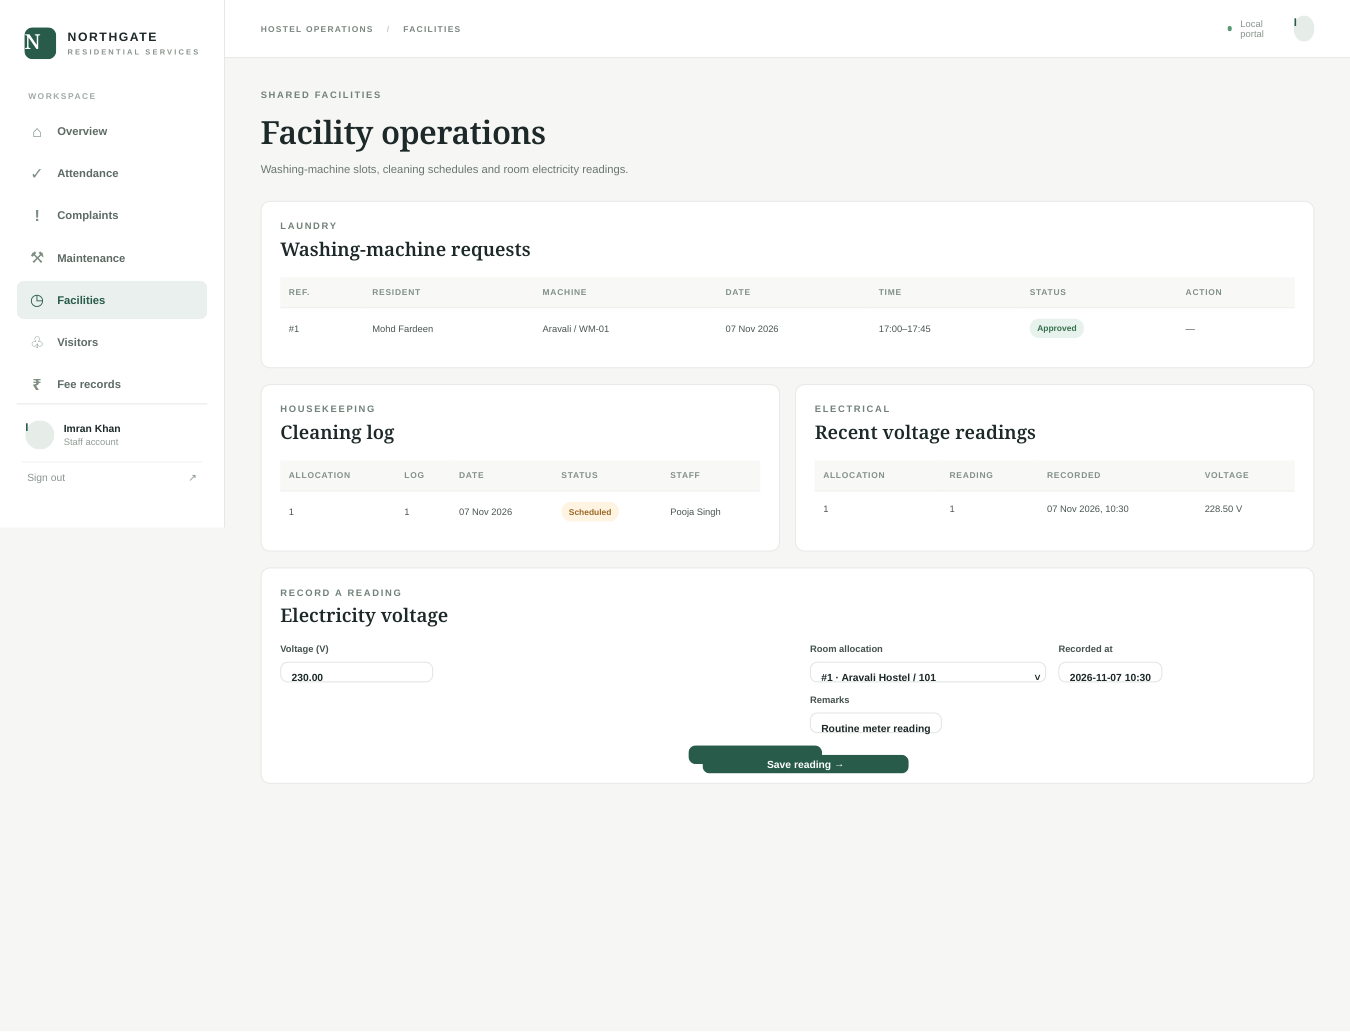 N
NORTHGATE
RESIDENTIAL SERVICES
WORKSPACE
⌂ Overview
✓ Attendance
! Complaints
⚒ Maintenance
◷ Facilities
♧ Visitors
₹ Fee records
I
Imran Khan
Staff account
Sign out ↗
HOSTEL OPERATIONS / FACILITIES
Local
portal
I
SHARED FACILITIES
Facility operations
Washing-machine slots, cleaning schedules and room electricity readings.
LAUNDRY
Washing-machine requests
REF. RESIDENT MACHINE DATE TIME STATUS ACTION
#1 Mohd Fardeen Aravali / WM-01 07 Nov 2026 17:00–17:45 Approved —
HOUSEKEEPING
Cleaning log
ALLOCATION LOG DATE STATUS STAFF
1 1 07 Nov 2026 Scheduled Pooja Singh
ELECTRICAL
Recent voltage readings
ALLOCATION READING RECORDED VOLTAGE
1 1 07 Nov 2026, 10:30 228.50 V
RECORD A READING
Electricity voltage
Voltage (V) Room allocation Recorded at
230.00 #1 · Aravali Hostel / 101 v 2026-11-07 10:30
Remarks
Routine meter reading
Save reading →